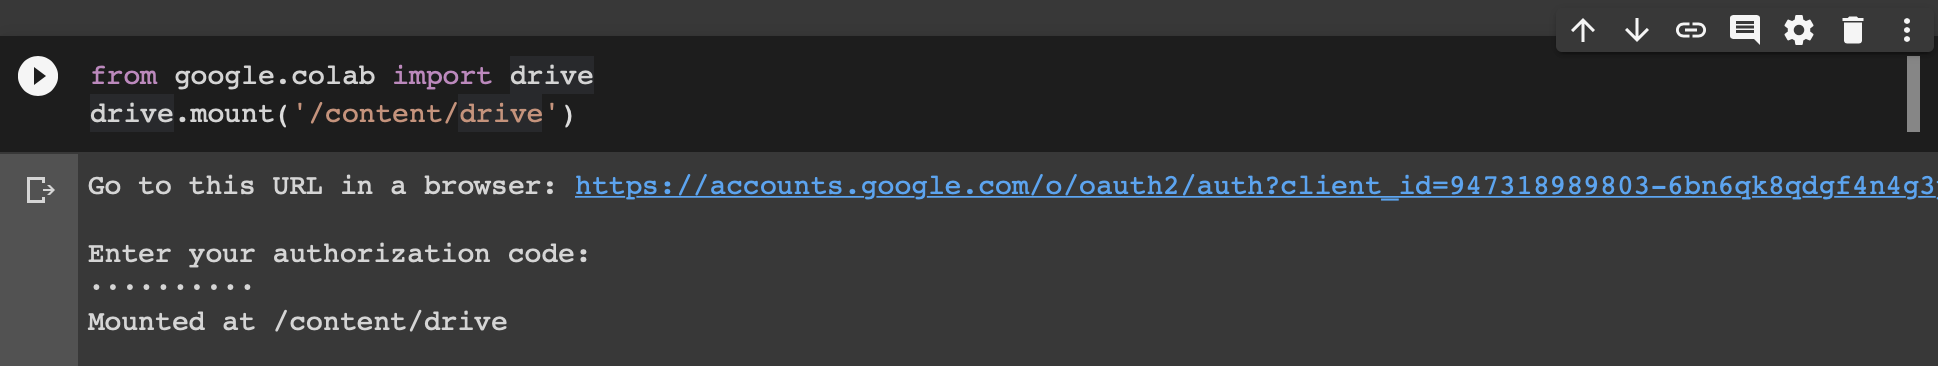 from google.colab import drive
drive.mount('/content/drive')
Go to this URL in a browser: https://accounts.google.com/o/oauth2/auth?client_id=947318989803-6bn6qk8qdgf4n4g3
Enter your authorization code:
··········
Mounted at /content/drive